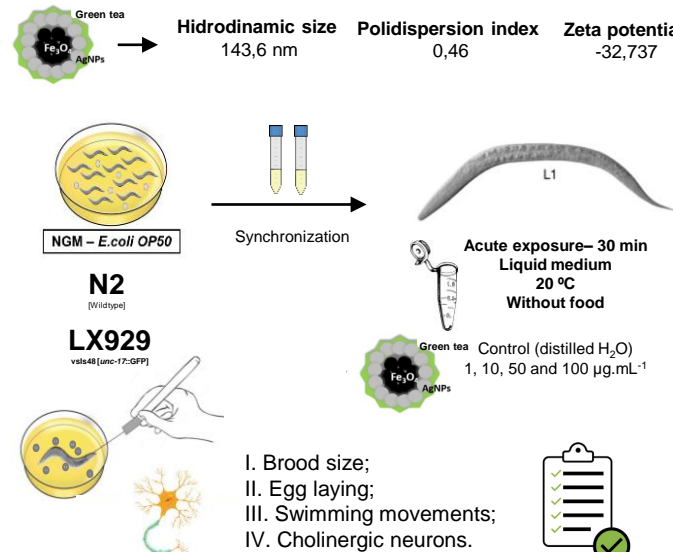 Green tea
Fe3O4
AgNPs
Hidrodinamic size
143,6 nm
Polidispersion index
0,46
Zeta potentia
-32,737
NGM – E.coli OP50
Synchronization
L1
N2
[Wildtype]
LX929
vsIs48 [unc-17::GFP]
Acute exposure– 30 min
Liquid medium
20 ºC
Without food
Green tea
Fe3O4
AgNPs
Control (distilled H2O)
1, 10, 50 and 100 µg.mL-1
I. Brood size;
II. Egg laying;
III. Swimming movements;
IV. Cholinergic neurons.